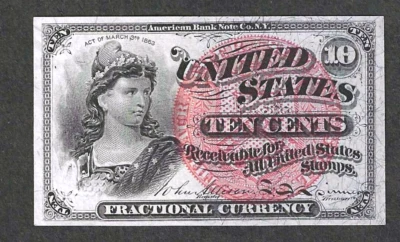 American Bank Note Co. N.Y.
TEN
ACT OF MARCH 3RD 1863
10
UNITED
STATES
TEN CENTS
Receivable for
All United States
Stamps.
FRACTIONAL CURRENCY